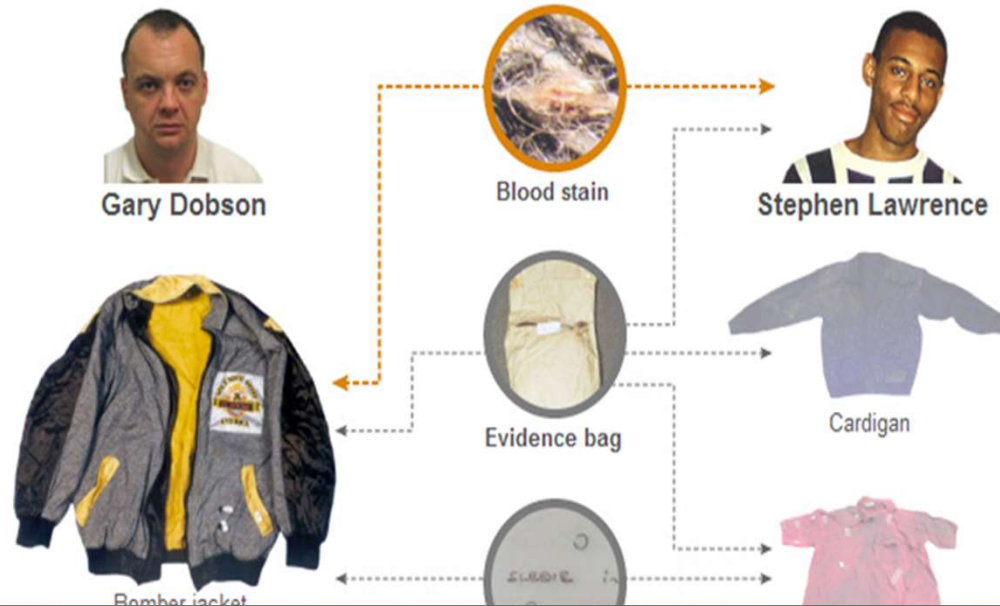 Blood stain
Gary Dobson
Stephen Lawrence
Evidence bag
Cardigan
Bomber jacket